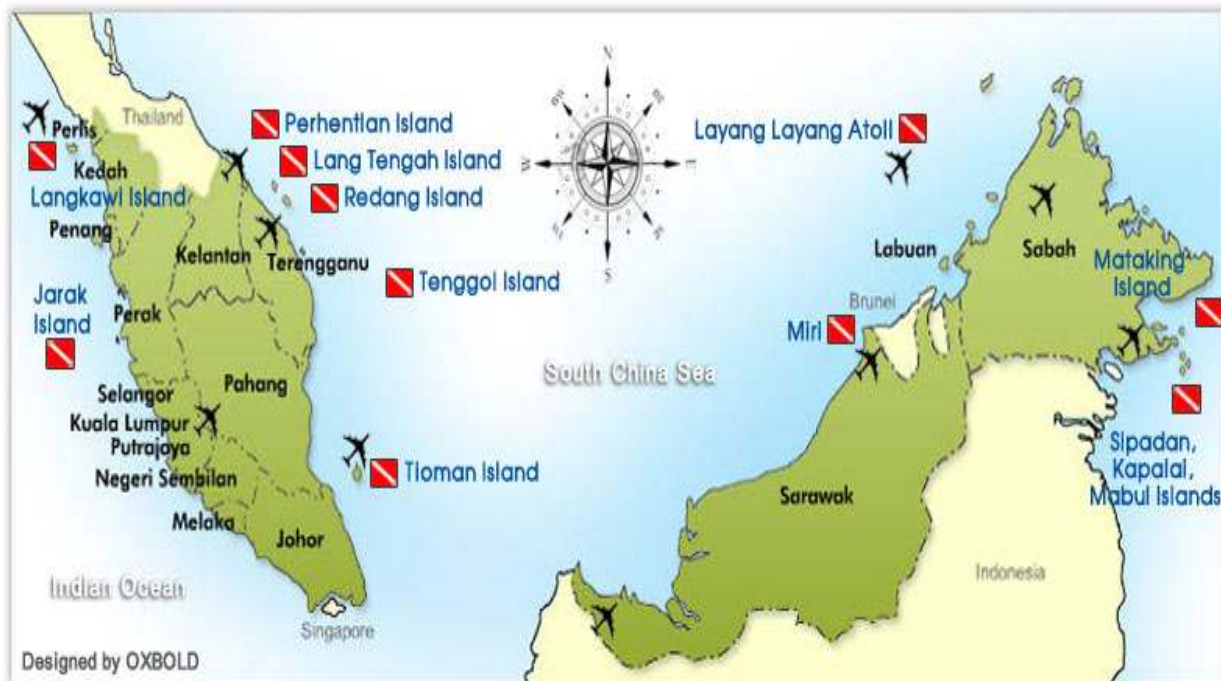 Thailand
Perlis
Kedah
Langkawi Island
Penang
Perhentian Island
Lang Tengah Island
Redang Island
Kelantan
Terengganu
Tenggol Island
Jarak
Island
Perak
Pahang
Selangor
Kuala Lumpur
Putrajaya
Negeri Sembilan
Melaka
Johor
Tioman Island
Indian Ocean
Singapore
Designed by OXBOLD
N
W
E
S
South China Sea
Layang Layang Atoll
Labuan
Sabah
Mataking
Island
Brunei
Miri
Sipadan,
Kapalai,
Mabul Islands
Sarawak
Indonesia